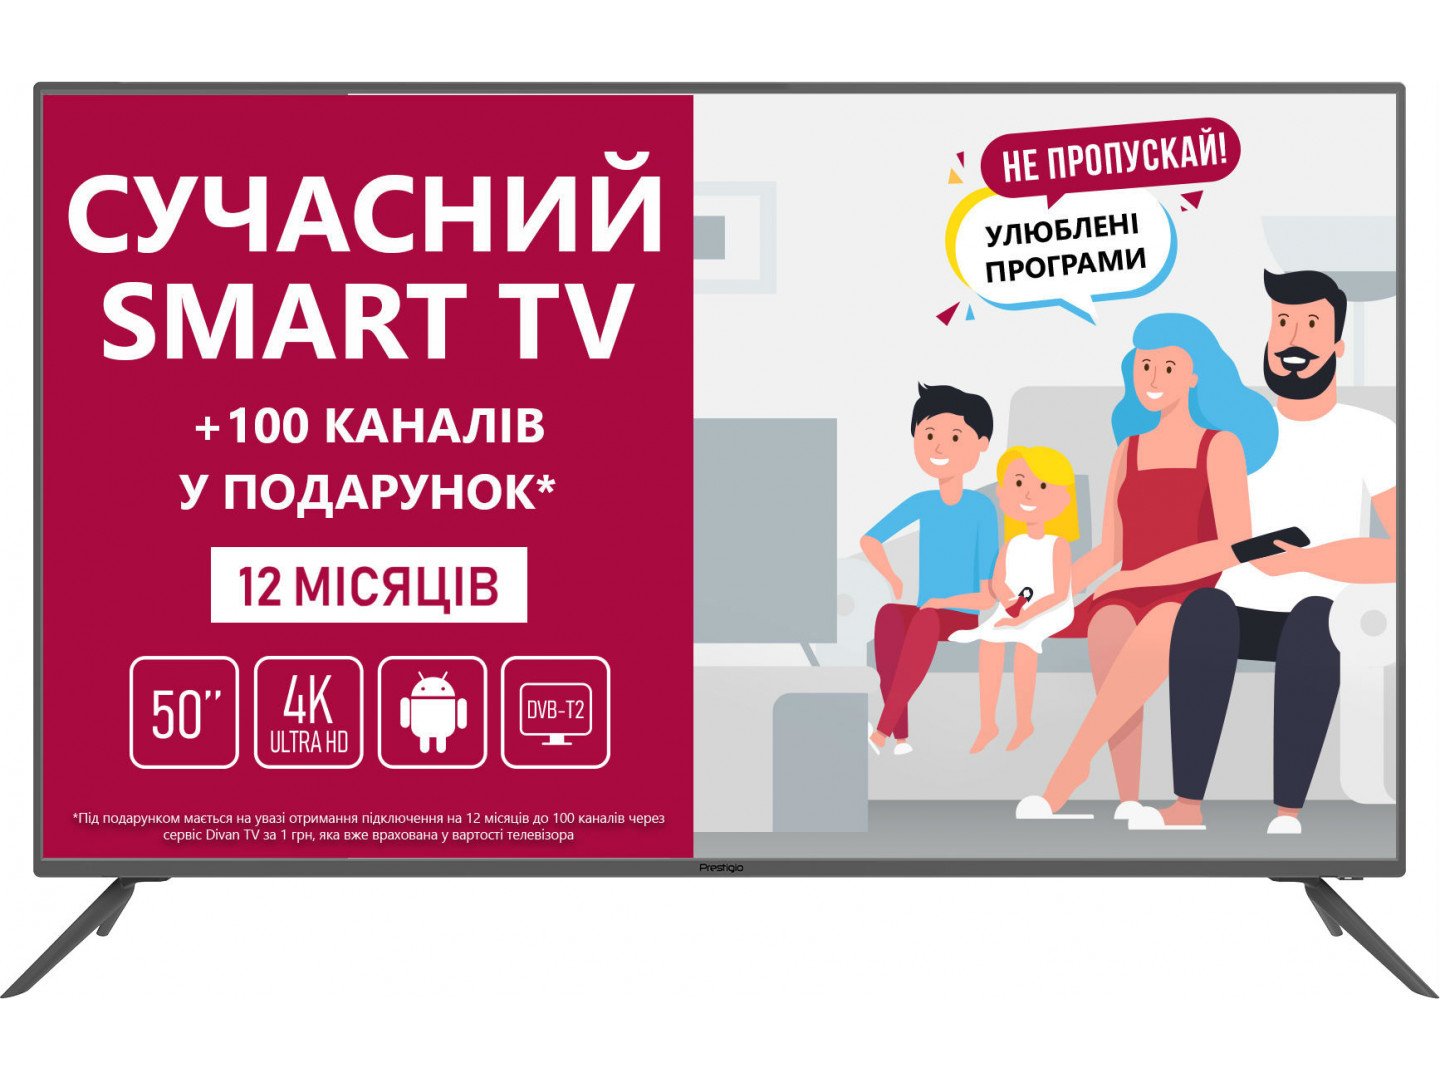 СУЧАСНИЙ
SMART TV
+100 КАНАЛІВ
У ПОДАРУНОК*
12 МІСЯЦІВ
50’’
4K
ULTRA HD
DVB-T2
*Під подарунком мається на увазі отримання підключення на 12 місяців до 100 каналів через
сервіс Divan TV за 1 грн, яка вже врахована у вартості телевізора
НЕ ПРОПУСКАЙ!
УЛЮБЛЕНІ
ПРОГРАМИ
Prestigio